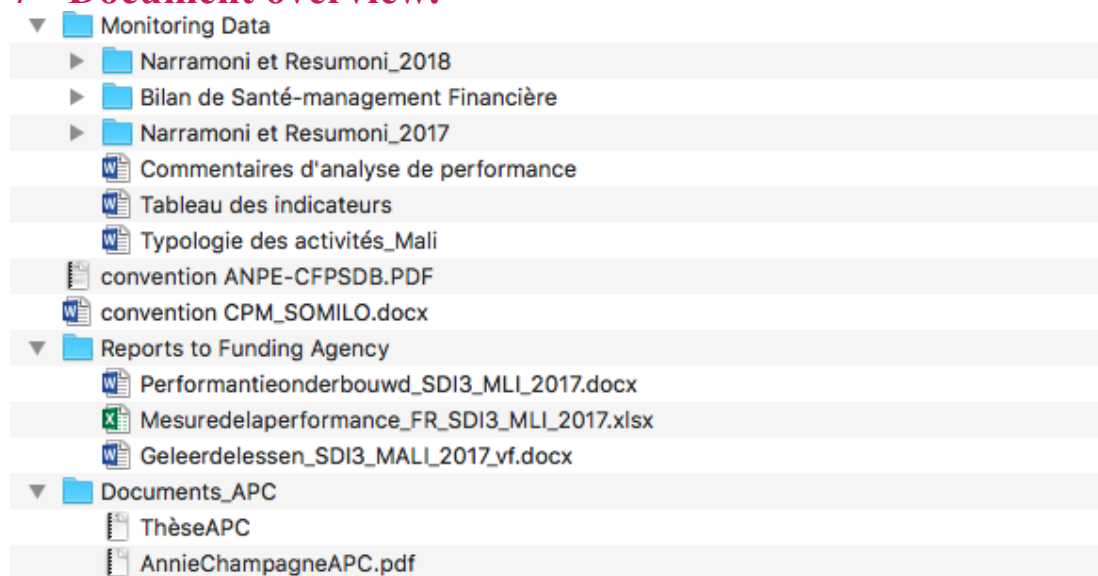 Document overview.
Monitoring Data
Narramoni et Resumoni_2018
Bilan de Santé-management Financière
Narramoni et Resumoni_2017
Commentaires d'analyse de performance
Tableau des indicateurs
Typologie des activités_Mali
convention ANPE-CFPSDB.PDF
convention CPM_SOMILO.docx
Reports to Funding Agency
Performantieonderbouwd_SDI3_MLI_2017.docx
Mesuredelaperformance_FR_SDI3_MLI_2017.xlsx
Geleerdelessen_SDI3_MALI_2017_vf.docx
Documents_APC
ThèseAPC
AnnieChampagneAPC.pdf